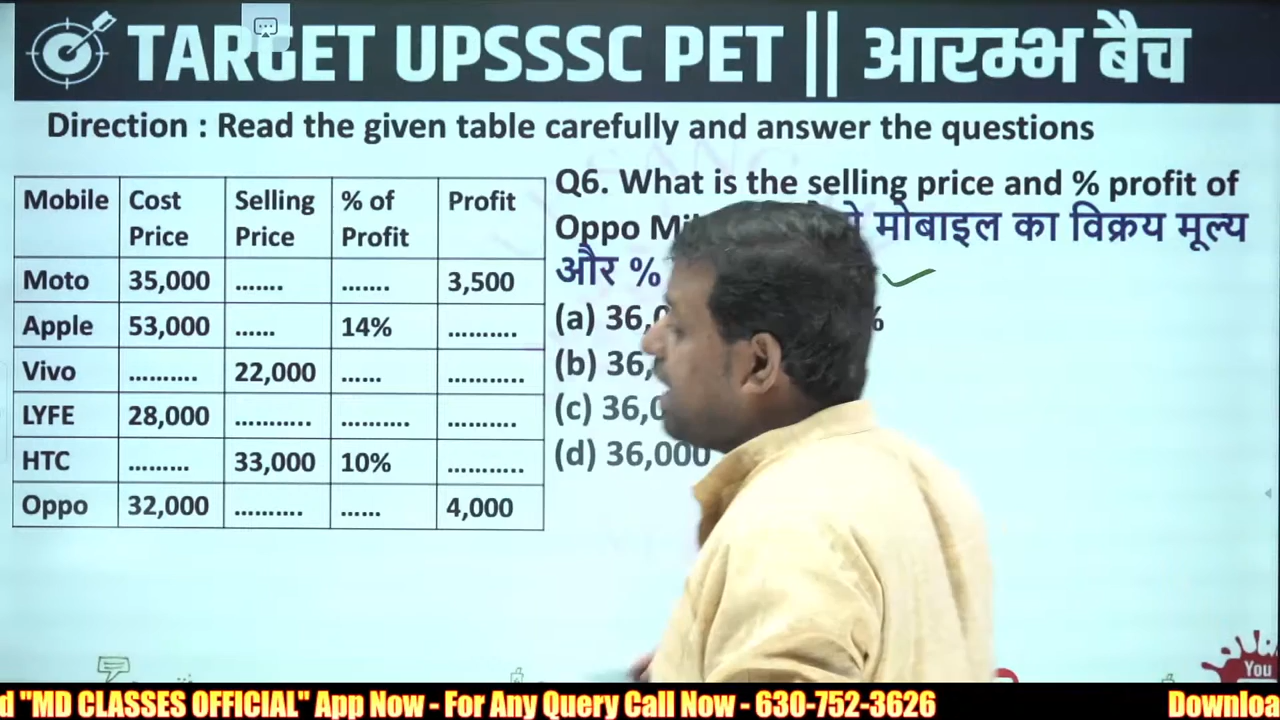 TARGET UPSSSC PET || आरम्भ बैच
Direction : Read the given table carefully and answer the questions
Mobile Cost Price Selling Price % of Profit Profit
Moto 35,000 ....... ....... 3,500
Apple 53,000 ...... 14% ..........
Vivo .......... 22,000 ...... ...........
LYFE 28,000 ........... .......... ..........
HTC ......... 33,000 10% ...........
Oppo 32,000 .......... ...... 4,000
Q6. What is the selling price and % profit of
Oppo मोबाइल का विक्रय मूल्य
और %
(a) 36, %
(b) 36,
(c) 36,0
(d) 36,000
You
d "MD CLASSES OFFICIAL" App Now - For Any Query Call Now - 630-752-3626 Downloa